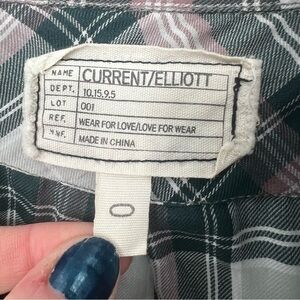 NAME CURRENT/ELLIOTT
DEPT. 10.15.9.5
LOT 001
REF. WEAR FOR LOVE/LOVE FOR WEAR
MADE IN CHINA
0